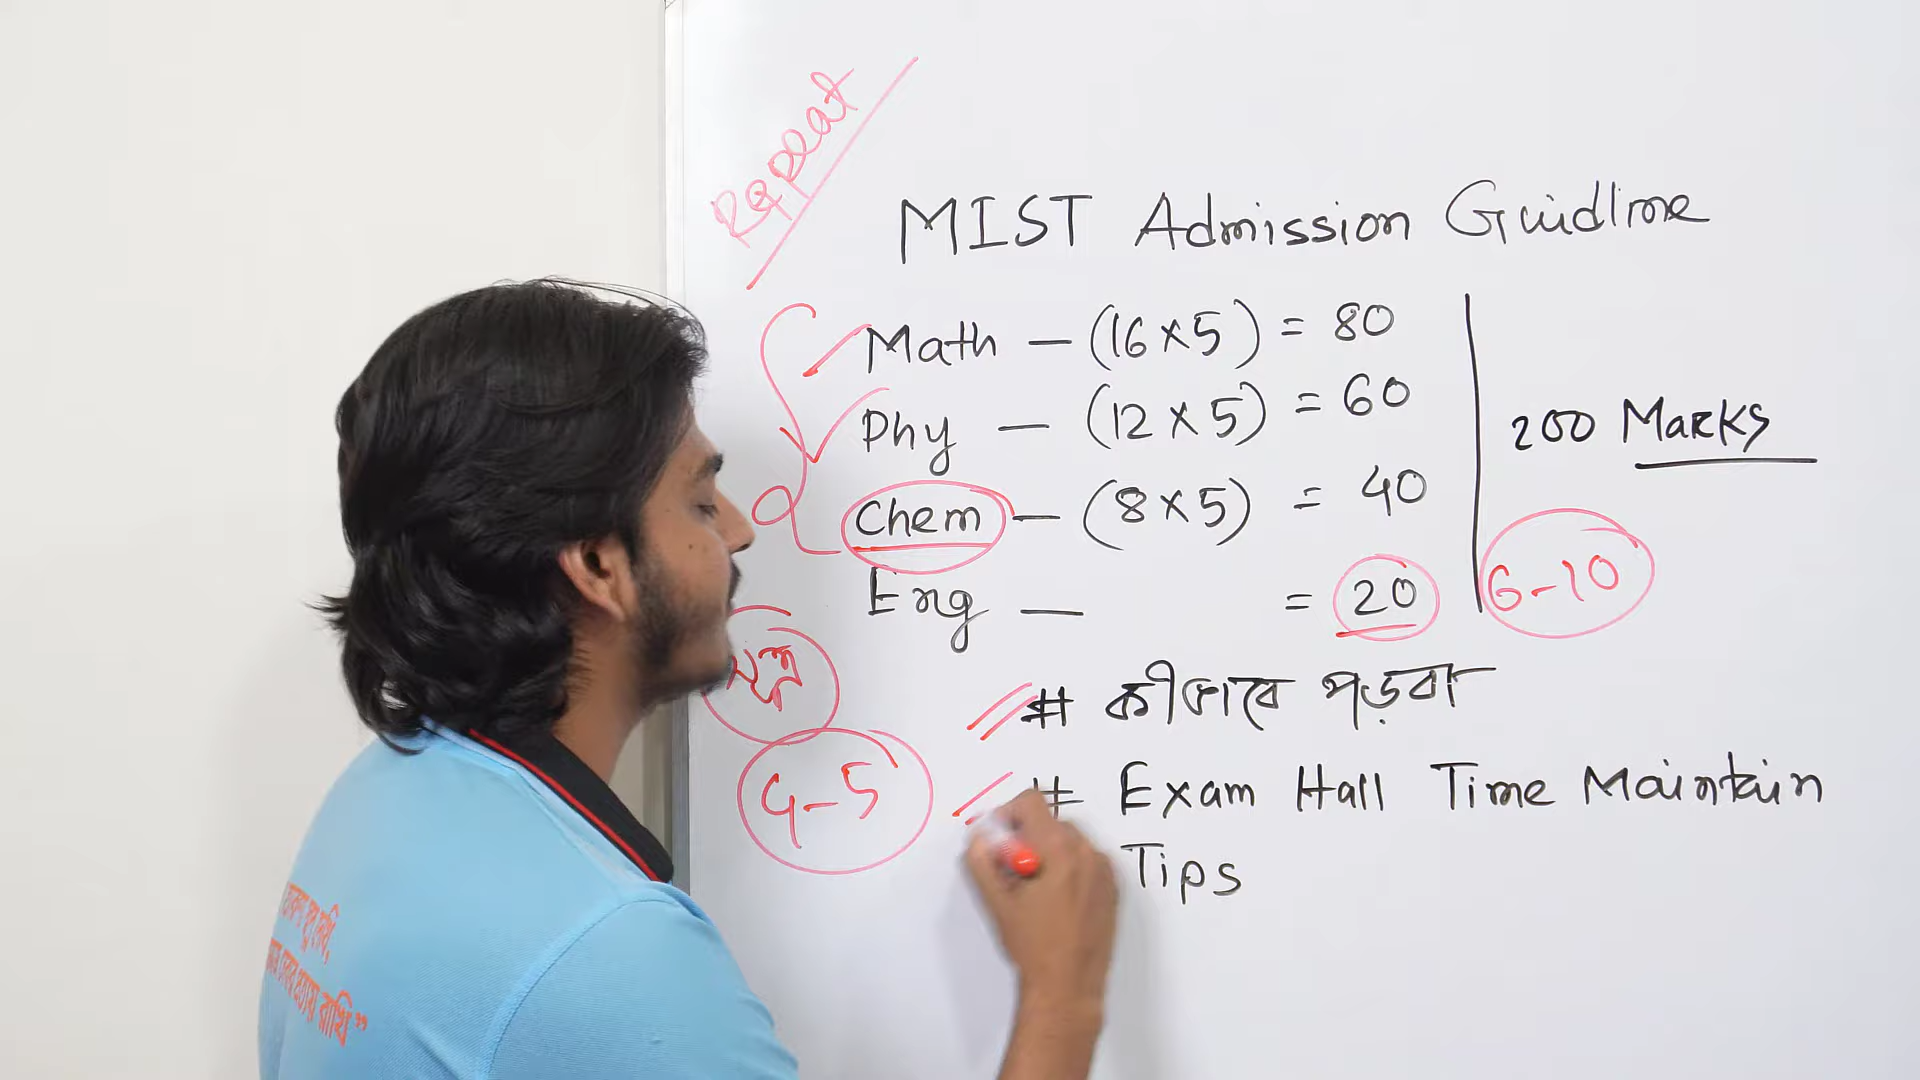 Repeat
MIST Admission Guidline
Math — (16×5) = 80
Phy — (12×5) = 60
200 Marks
Chem — (8×5) = 40
Eng — = 20
6-10
সূত্র
# কীভাবে পড়বা
4-5
# Exam Hall Time Maintain
Tips
রাখি”